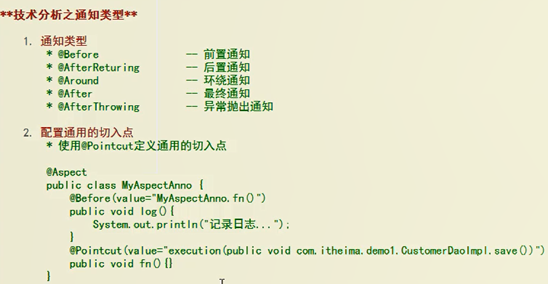 **技术分析之通知类型**
1. 通知类型
* @Before -- 前置通知
* @AfterReturing -- 后置通知
* @Around -- 环绕通知
* @After -- 最终通知
* @AfterThrowing -- 异常抛出通知
2. 配置通用的切入点
* 使用@Pointcut定义通用的切入点
@Aspect
public class MyAspectAnno {
@Before(value="MyAspectAnno.fn()")
public void log(){
System.out.println("记录日志...");
}
@Pointcut(value="execution(public void com.itheima.demo1.CustomerDaoImpl.save())")
public void fn(){}
}